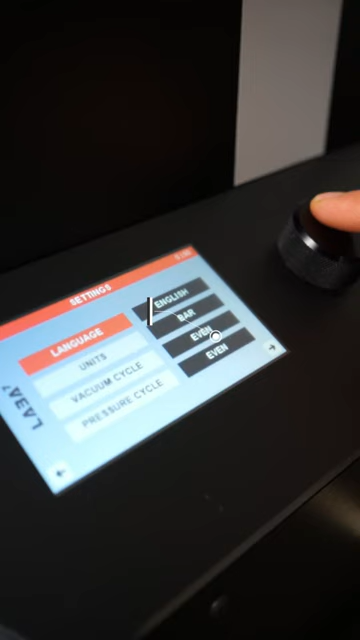 SETTINGS
LANGUAGE
ENGLISH
UNITS
BAR
VACUUM CYCLE
EVEN
PRESSURE CYCLE
EVEN